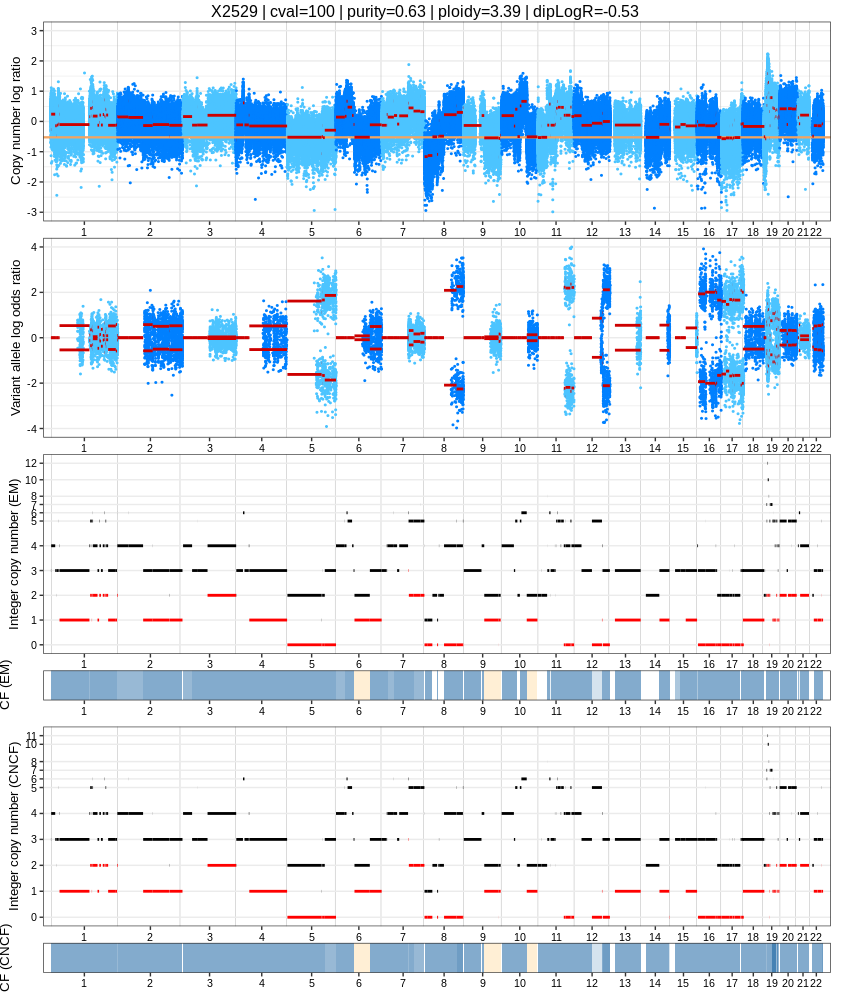 X2529 | cval=100 | purity=0.63 | ploidy=3.39 | dipLogR=-0.53
Copy number log ratio
3
2
1
0
-1
-2
-3
1 2 3 4 5 6 7 8 9 10 11 12 13 14 15 16 17 18 19 20 21 22
Variant allele log odds ratio
4
2
0
-2
-4
1 2 3 4 5 6 7 8 9 10 11 12 13 14 15 16 17 18 19 20 21 22
Integer copy number (EM)
12
10
8
7
6
5
4
3
2
1
0
1 2 3 4 5 6 7 8 9 10 11 12 13 14 15 16 17 18 19 20 21 22
CF (EM)
1 2 3 4 5 6 7 8 9 10 11 12 13 14 15 16 17 18 19 20 21 22
Integer copy number (CNCF)
11
10
8
7
6
5
4
3
2
1
0
1 2 3 4 5 6 7 8 9 10 11 12 13 14 15 16 17 18 19 20 21 22
CF (CNCF)
1 2 3 4 5 6 7 8 9 10 11 12 13 14 15 16 17 18 19 20 21 22